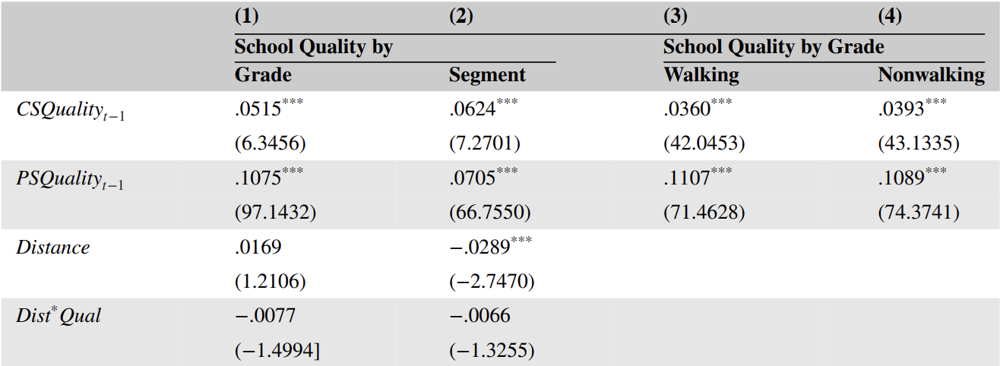 (1) (2) (3) (4)
School Quality by School Quality by Grade
Grade Segment Walking Nonwalking
CSQuality_{t−1} .0515*** .0624*** .0360*** .0393***
(6.3456) (7.2701) (42.0453) (43.1335)
PSQuality_{t−1} .1075*** .0705*** .1107*** .1089***
(97.1432) (66.7550) (71.4628) (74.3741)
Distance .0169 −.0289***
(1.2106) (−2.7470)
Dist*Qual −.0077 −.0066
(−1.4994] (−1.3255)